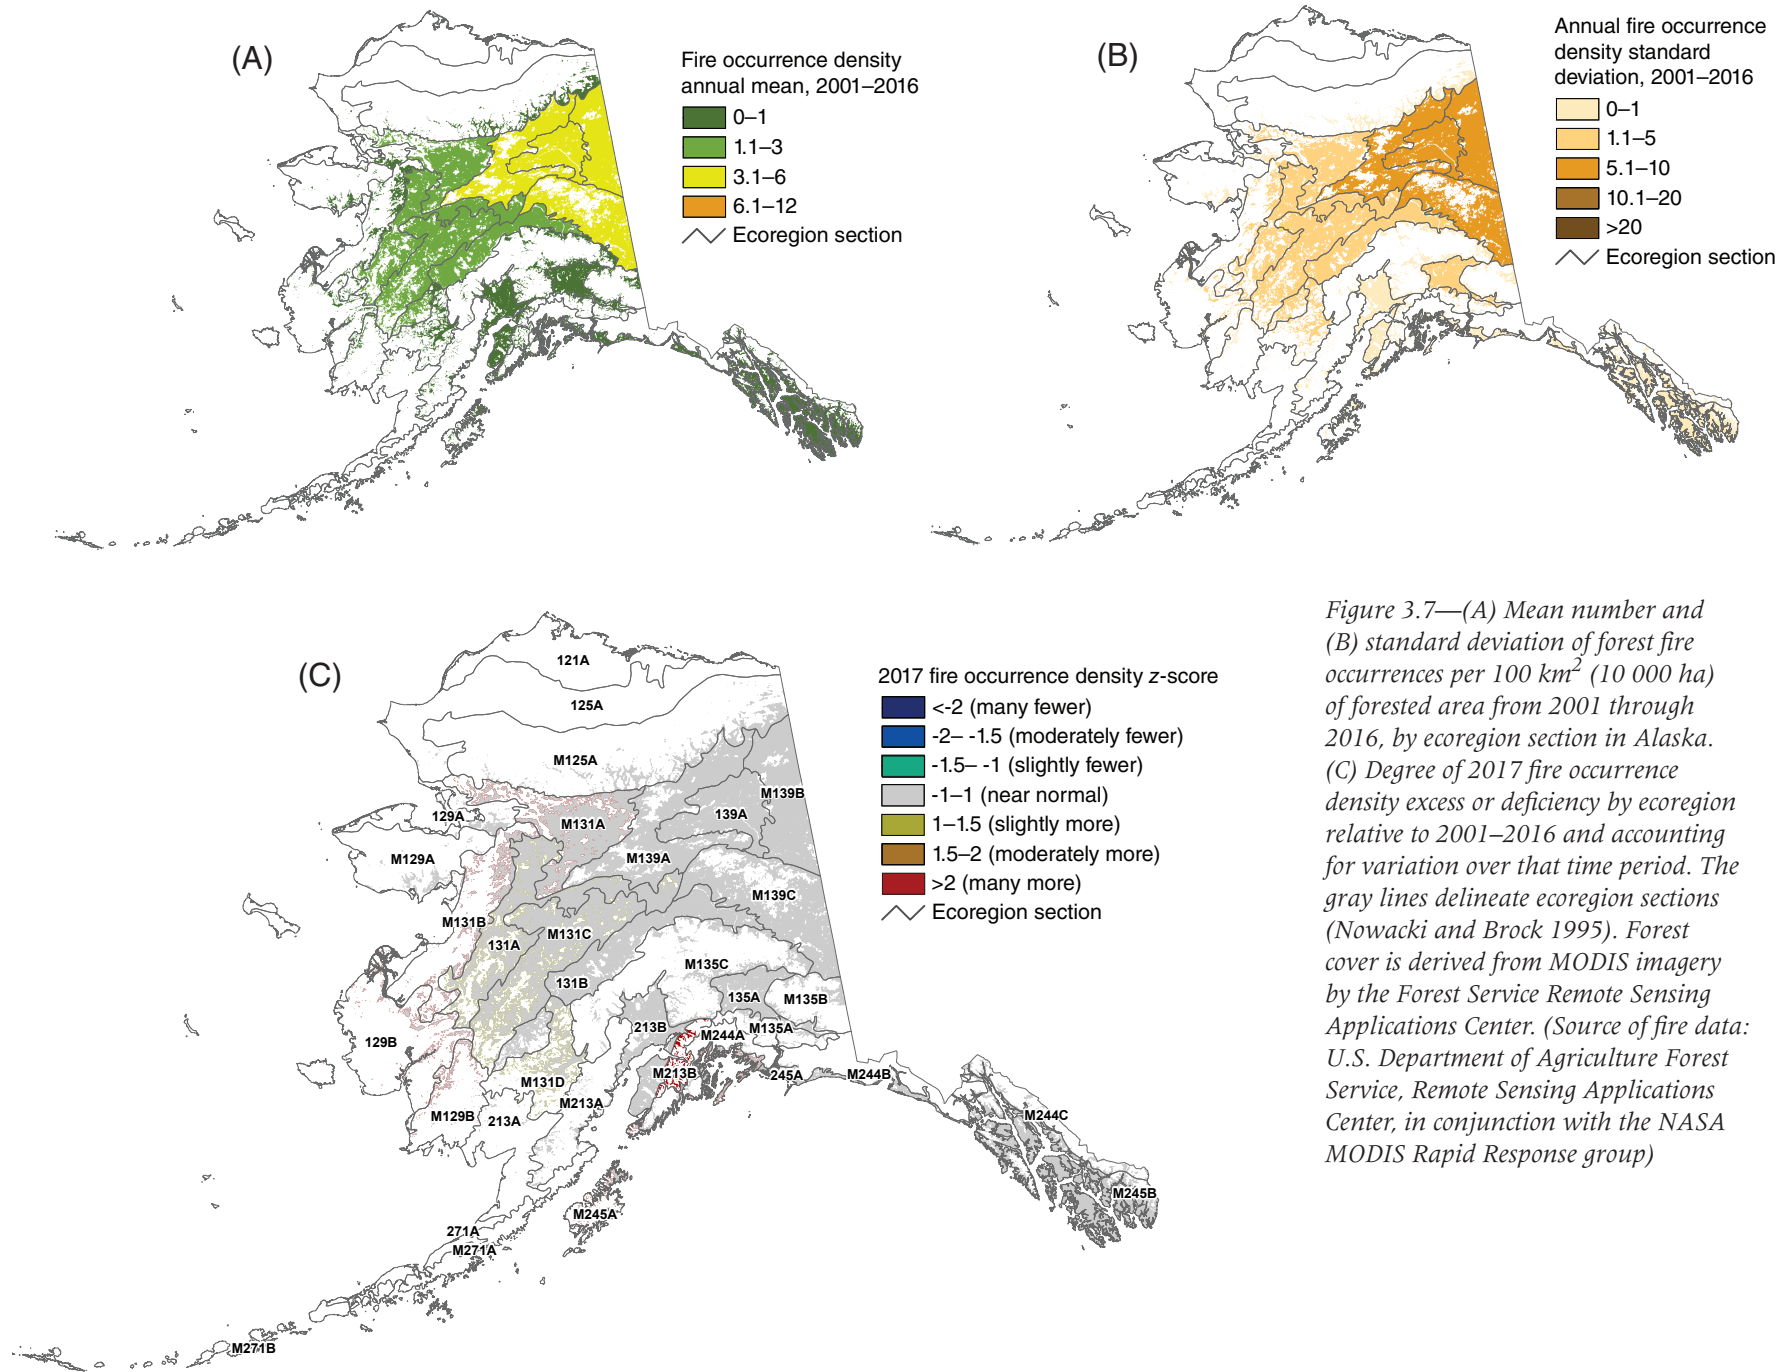 (A)
Fire occurrence density
annual mean, 2001–2016
0–1
1.1–3
3.1–6
6.1–12
Ecoregion section
(B)
Annual fire occurrence
density standard
deviation, 2001–2016
0–1
1.1–5
5.1–10
10.1–20
>20
Ecoregion section
(C)
2017 fire occurrence density z-score
<-2 (many fewer)
-2– -1.5 (moderately fewer)
-1.5– -1 (slightly fewer)
-1–1 (near normal)
1–1.5 (slightly more)
1.5–2 (moderately more)
>2 (many more)
Ecoregion section
121A
125A
M125A
M139B
129A
M131A
139A
M129A
M139A
M139C
M131B
131A
M131C
M135C
131B
135A
M135B
213B
M135A
M244A
129B
M213B
245A
M244B
M131D
M213A
M129B
213A
M244C
M245B
M245A
271A
M271A
M271B
Figure 3.7—(A) Mean number and
(B) standard deviation of forest fire
occurrences per 100 km2 (10 000 ha)
of forested area from 2001 through
2016, by ecoregion section in Alaska.
(C) Degree of 2017 fire occurrence
density excess or deficiency by ecoregion
relative to 2001–2016 and accounting
for variation over that time period. The
gray lines delineate ecoregion sections
(Nowacki and Brock 1995). Forest
cover is derived from MODIS imagery
by the Forest Service Remote Sensing
Applications Center. (Source of fire data:
U.S. Department of Agriculture Forest
Service, Remote Sensing Applications
Center, in conjunction with the NASA
MODIS Rapid Response group)